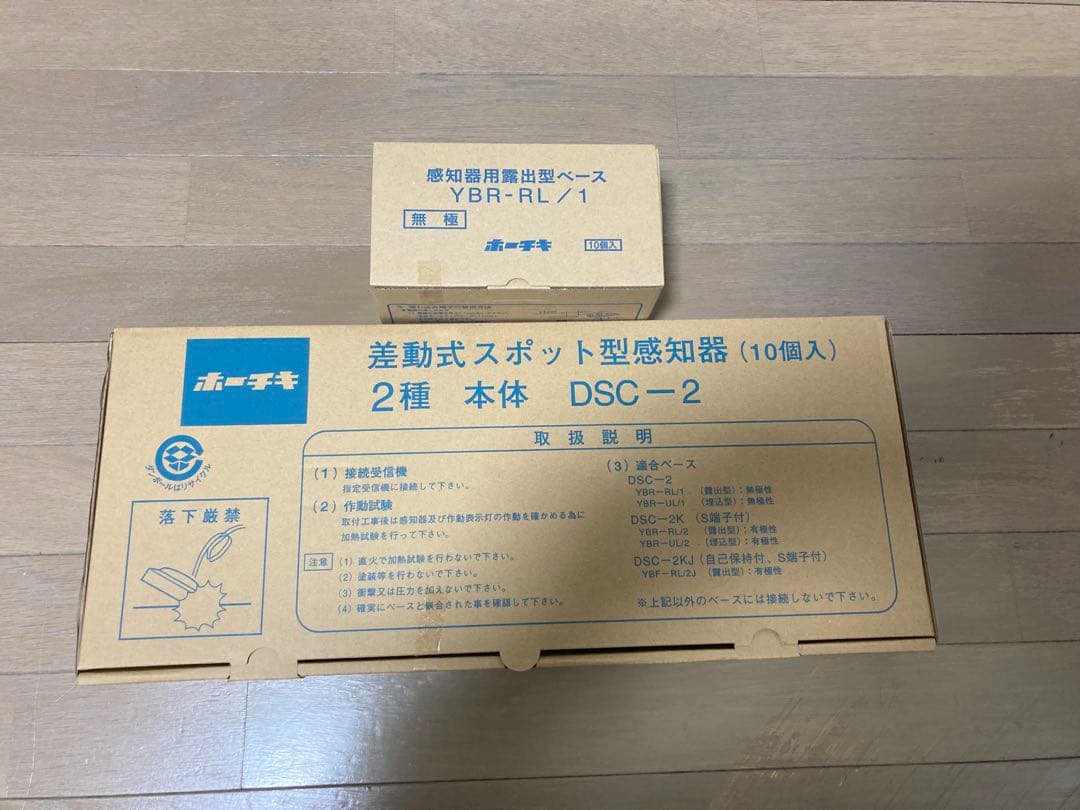 感知器用露出型ベース
YBR-RL/1
無極
ホーチキ
10個入
ホーチキ
差動式スポット型感知器(10個入)
2種 本体 DSC-2
取扱説明
ダンボールはリサイクル
落下厳禁
(1)接続受信機
指定受信機に接続して下さい。
(2)作動試験
取付工事後は感知器及び作動表示灯の作動を確かめる為に
加熱試験を行って下さい。
注意 (1)直火で加熱試験を行わないで下さい。
(2)塗装等を行わないで下さい。
(3)衝撃又は圧力を加えないで下さい。
(4)確実にベースと嵌合された事を確認して下さい。
(3)適合ベース
DSC-2
YBR-RL/1 (露出型):無極性
YBR-UL/1 (埋込型):無極性
DSC-2K (S端子付)
YBR-RL/2 (露出型):有極性
YBR-UL/2 (埋込型):有極性
DSC-2KJ(自己保持付、S端子付)
YBF-RL/2J (露出型):有極性
※上記以外のベースには接続しないで下さい。